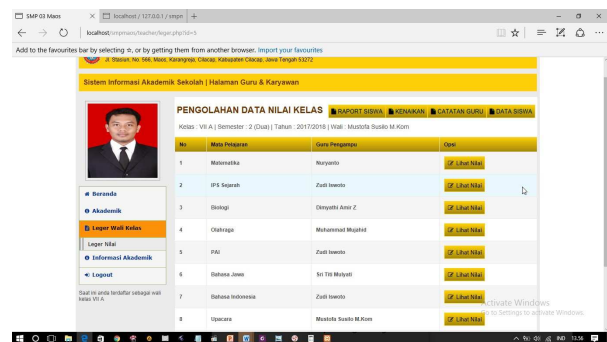 SMP 03 Maos
localhost / 127.0.0.1 / smpn
localhost/smpmaos/teacher/leger.php?id=5
Add to the favourites bar by selecting ☆, or by getting them from another browser. Import your favourites
Jl. Stasiun, No. 566, Maos, Karangreja, Cilacap, Kabupaten Cilacap, Jawa Tengah 53272
Sistem Informasi Akademik Sekolah | Halaman Guru & Karyawan
PENGOLAHAN DATA NILAI KELAS
RAPORT SISWA
KENAIKAN
CATATAN GURU
DATA SISWA
Kelas : VII A | Semester : 2 (Dua) | Tahun : 2017/2018 | Wali : Mustofa Susilo M.Kom
No Mata Pelajaran Guru Pengampu Opsi
1 Matematika Nuryanto Lihat Nilai
2 IPS Sejarah Zudi Iswoto Lihat Nilai
3 Biologi Dimyathi Amir Z. Lihat Nilai
4 Olahraga Muhammad Mujahid Lihat Nilai
5 PAI Zudi Iswoto Lihat Nilai
6 Bahasa Jawa Sri Titi Mulyati Lihat Nilai
7 Bahasa Indonesia Zudi Iswoto Lihat Nilai
8 Upacara Mustofa Susilo M.Kom Lihat Nilai
Beranda
Akademik
Leger Wali Kelas
Leger Nilai
Informasi Akademik
Logout
Saat ini anda terdaftar sebagai wali
kelas VII A
Activate Windows
Go to Settings to activate Windows.
IND 13.56